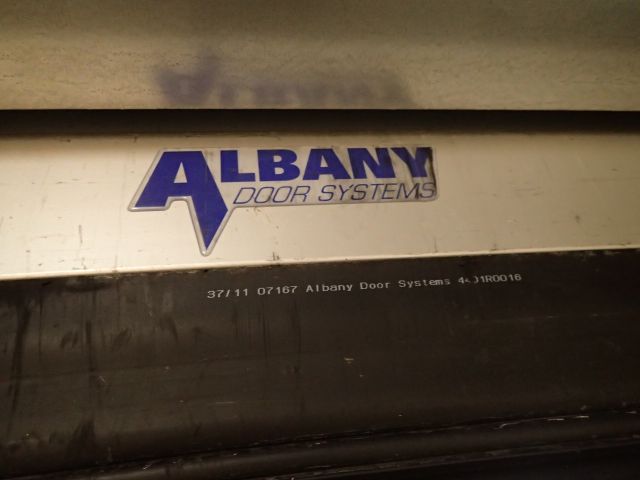 ALBANY
DOOR SYSTEMS
37/11 07167 Albany Door Systems